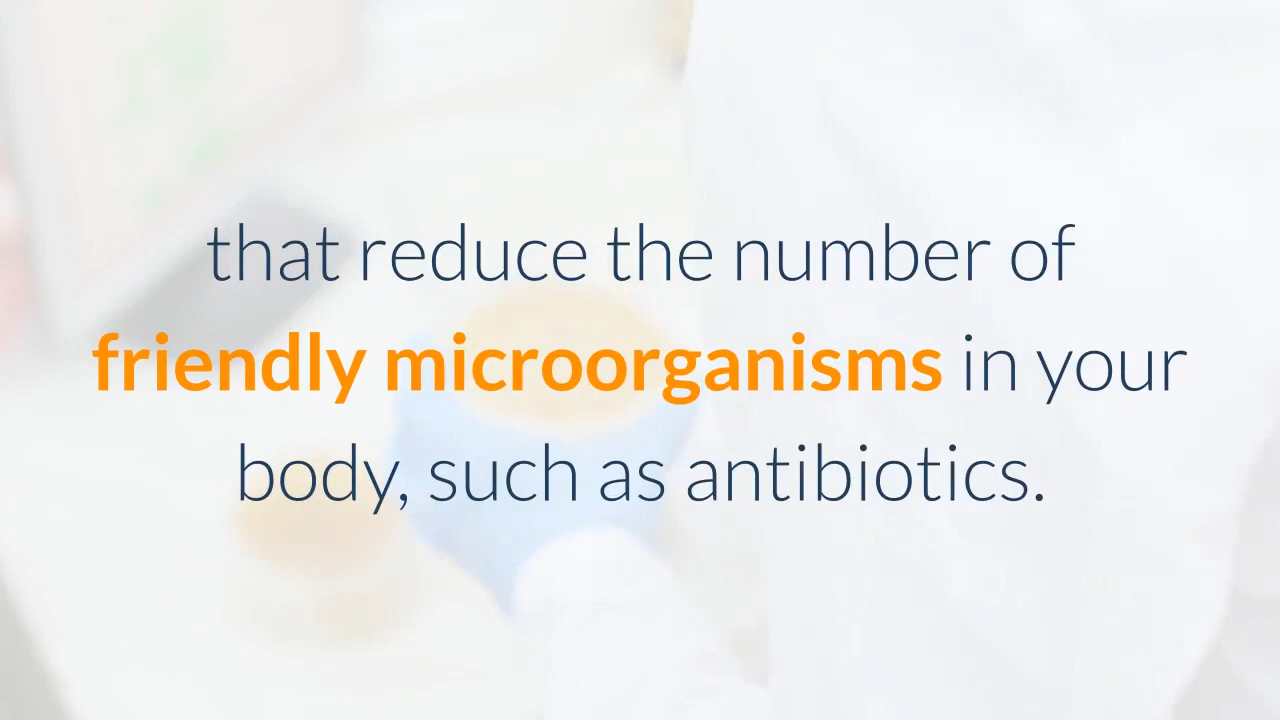 that reduce the number of
friendly microorganisms in your
body, such as antibiotics.